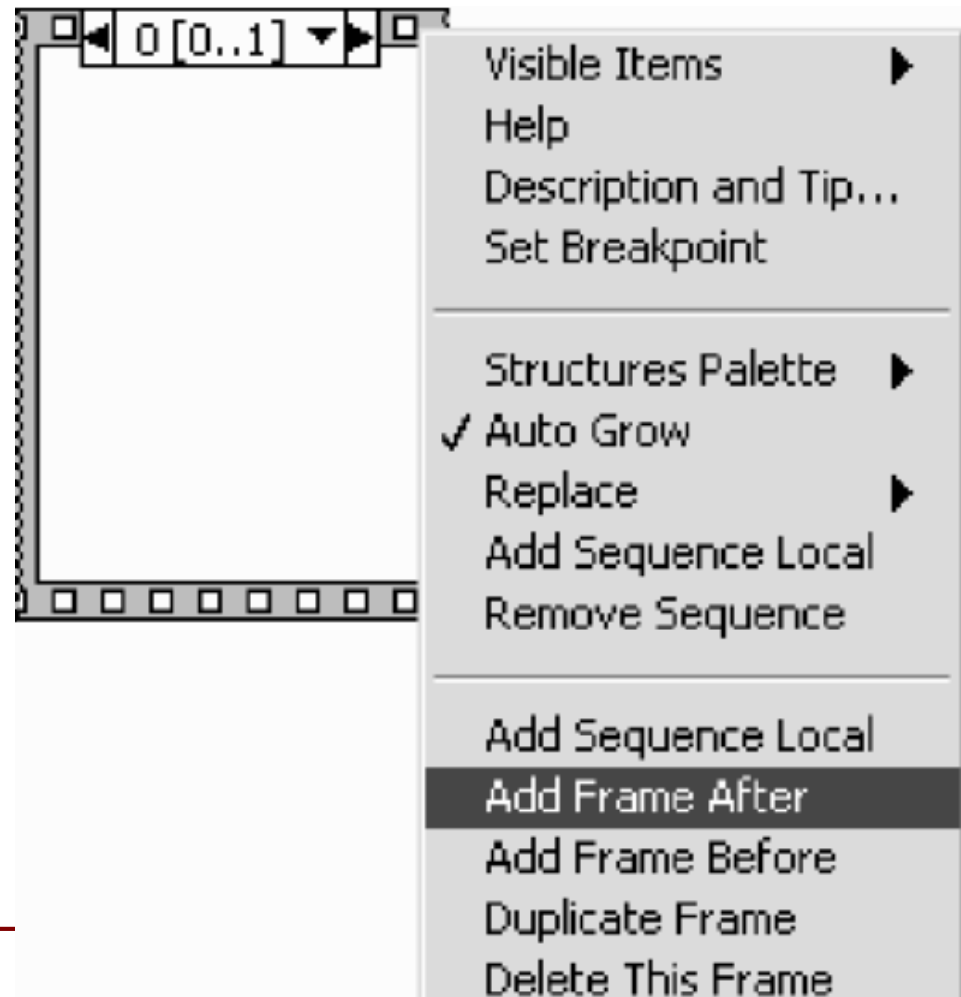 0 [0..1]
Visible Items
Help
Description and Tip...
Set Breakpoint
Structures Palette
Auto Grow
Replace
Add Sequence Local
Remove Sequence
Add Sequence Local
Add Frame After
Add Frame Before
Duplicate Frame
Delete This Frame